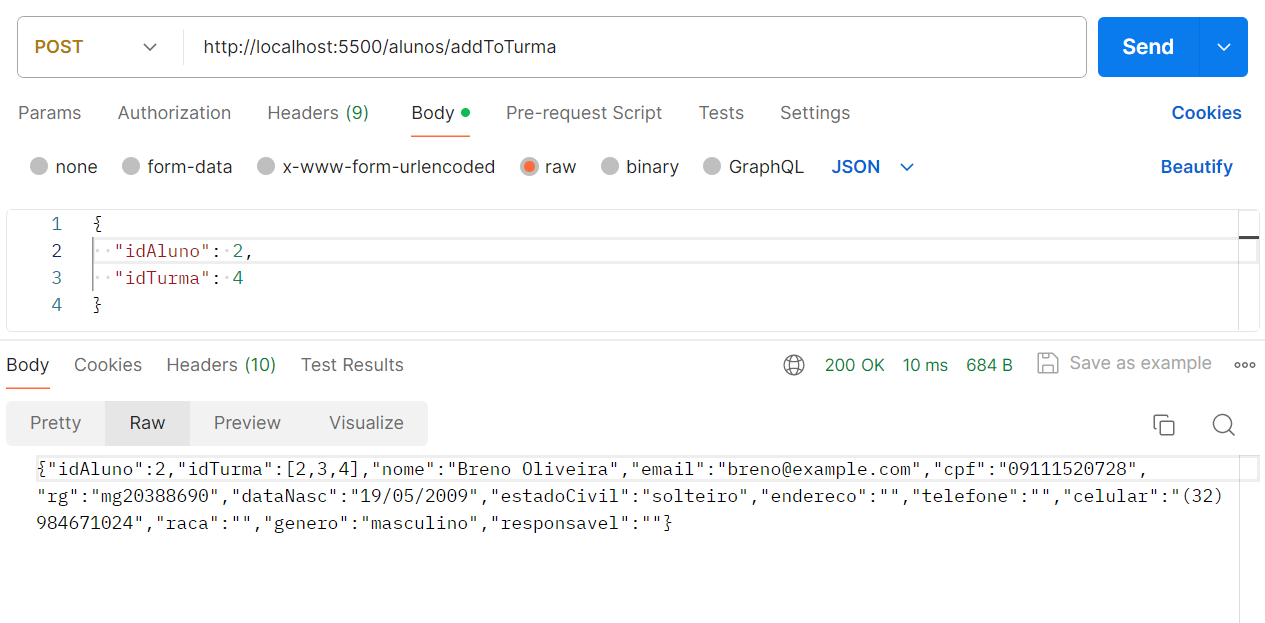 POST http://localhost:5500/alunos/addToTurma Send
Params Authorization Headers (9) Body Pre-request Script Tests Settings Cookies
none form-data x-www-form-urlencoded raw binary GraphQL JSON Beautify
1 {
2 "idAluno": 2,
3 "idTurma": 4
4 }
Body Cookies Headers (10) Test Results 200 OK 10 ms 684 B Save as example
Pretty Raw Preview Visualize
{"idAluno":2,"idTurma":[2,3,4],"nome":"Breno Oliveira","email":"breno@example.com","cpf":"09111520728",
"rg":"mg20388690","dataNasc":"19/05/2009","estadoCivil":"solteiro","endereco":"","telefone":"","celular":"(32)
984671024","raca":"","genero":"masculino","responsavel":""}